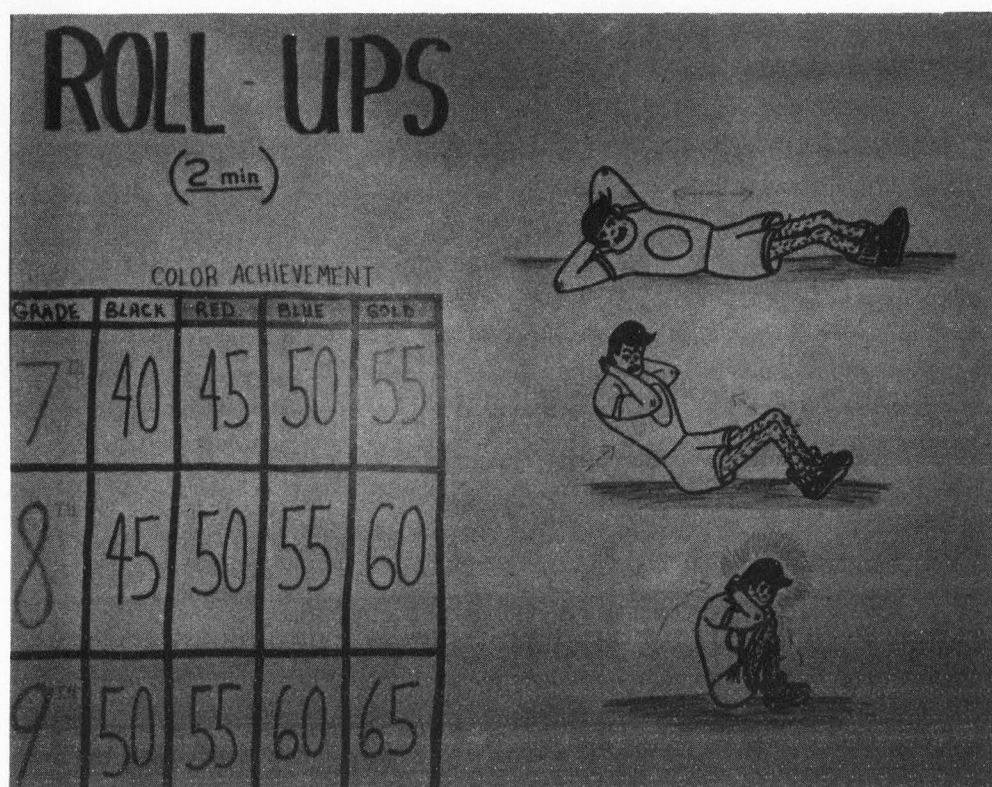 ROLL-UPS
(2 min)
COLOR ACHIEVEMENT
GRADE BLACK RED BLUE GOLD
7TH 40 45 50 55
8TH 45 50 55 60
9TH 50 55 60 65